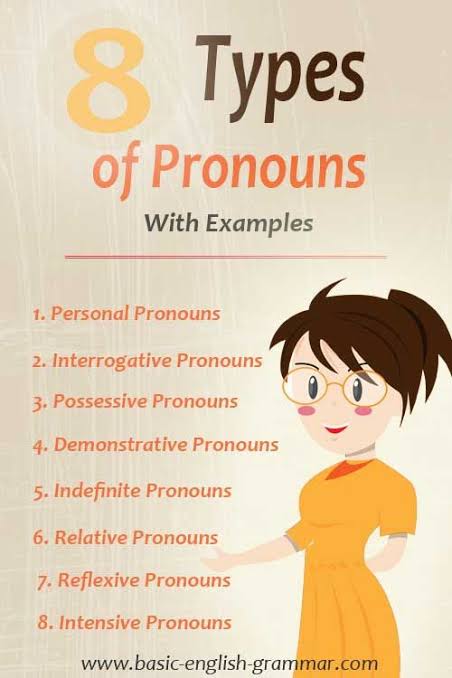 8 Types
of Pronouns
With Examples
1. Personal Pronouns
2. Interrogative Pronouns
3. Possessive Pronouns
4. Demonstrative Pronouns
5. Indefinite Pronouns
6. Relative Pronouns
7. Reflexive Pronouns
8. Intensive Pronouns
www.basic-english-grammar.com